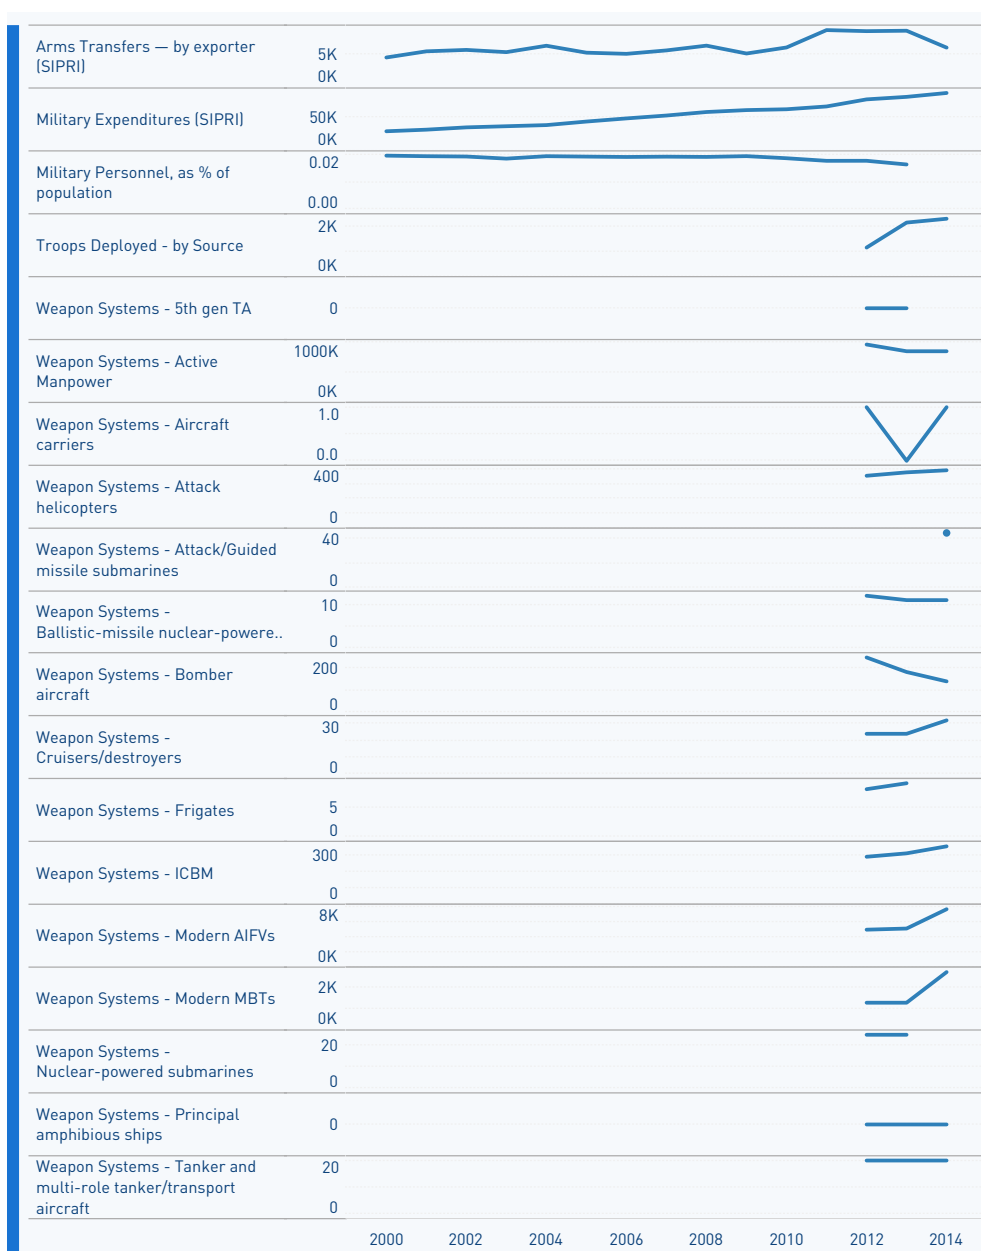 Arms Transfers — by exporter
(SIPRI)
5K
0K
Military Expenditures (SIPRI)
50K
0K
Military Personnel, as % of
population
0.02
0.00
Troops Deployed - by Source
2K
0K
Weapon Systems - 5th gen TA
0
Weapon Systems - Active
Manpower
1000K
0K
Weapon Systems - Aircraft
carriers
1.0
0.0
Weapon Systems - Attack
helicopters
400
0
Weapon Systems - Attack/Guided
missile submarines
40
0
Weapon Systems -
Ballistic-missile nuclear-powere..
10
0
Weapon Systems - Bomber
aircraft
200
0
Weapon Systems -
Cruisers/destroyers
30
0
Weapon Systems - Frigates
5
0
Weapon Systems - ICBM
300
0
Weapon Systems - Modern AIFVs
8K
0K
Weapon Systems - Modern MBTs
2K
0K
Weapon Systems -
Nuclear-powered submarines
20
0
Weapon Systems - Principal
amphibious ships
0
Weapon Systems - Tanker and
multi-role tanker/transport
aircraft
20
0
2000 2002 2004 2006 2008 2010 2012 2014